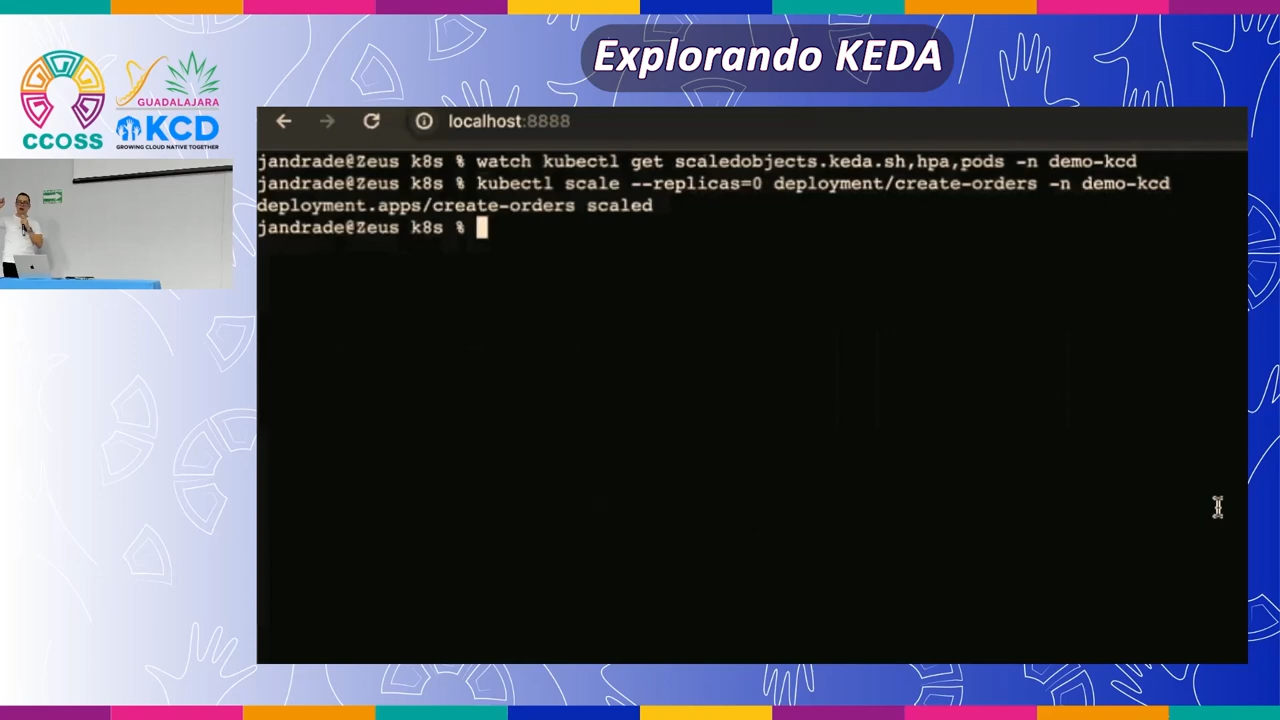 Explorando KEDA
CCOSS
GUADALAJARA
KCD
GROWING CLOUD NATIVE TOGETHER
localhost:8888
jandrade@Zeus k8s % watch kubectl get scaledobjects.keda.sh,hpa,pods -n demo-kcd
jandrade@Zeus k8s % kubectl scale --replicas=0 deployment/create-orders -n demo-kcd
deployment.apps/create-orders scaled
jandrade@Zeus k8s %